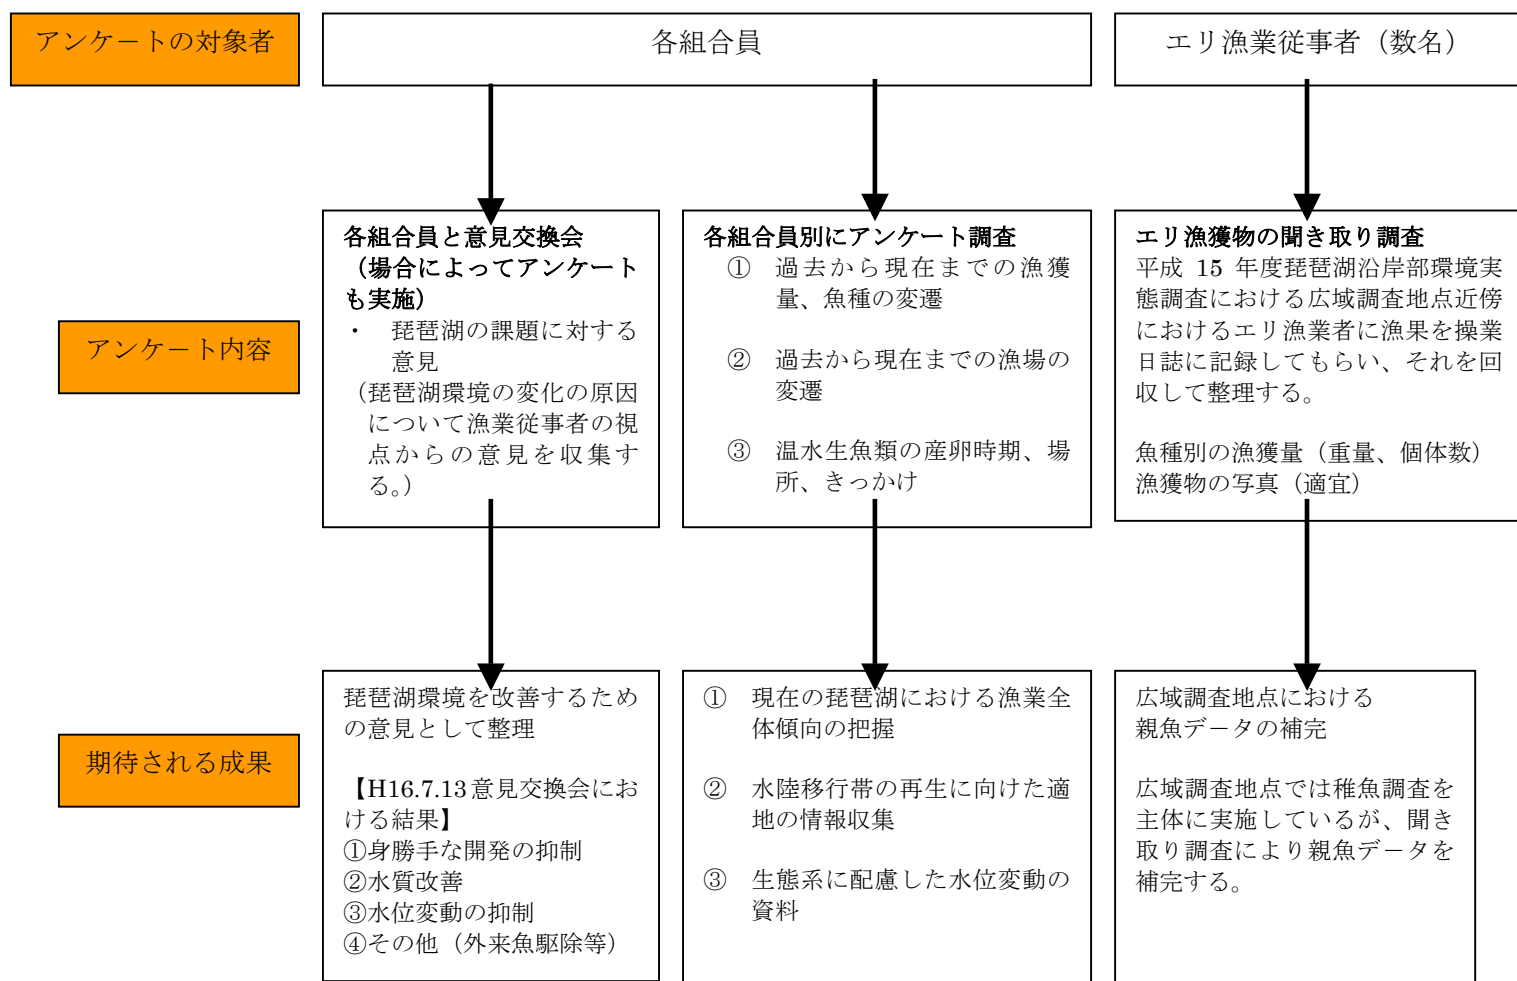 アンケートの対象者
各組合員
エリ漁業従事者（数名）
アンケート内容
各組合員と意見交換会
（場合によってアンケート
も実施）
・ 琵琶湖の課題に対する
意見
（琵琶湖環境の変化の原因
について漁業従事者の視
点からの意見を収集す
る。）
各組合員別にアンケート調査
① 過去から現在までの漁獲
量、魚種の変遷
② 過去から現在までの漁場の
変遷
③ 温水生魚類の産卵時期、場
所、きっかけ
エリ漁獲物の聞き取り調査
平成 15 年度琵琶湖沿岸部環境実
態調査における広域調査地点近傍
におけるエリ漁業者に漁果を操業
日誌に記録してもらい、それを回
収して整理する。
魚種別の漁獲量（重量、個体数）
漁獲物の写真（適宜）
期待される成果
琵琶湖環境を改善するため
の意見として整理
【H16.7.13意見交換会にお
ける結果】
①身勝手な開発の抑制
②水質改善
③水位変動の抑制
④その他（外来魚駆除等）
① 現在の琵琶湖における漁業全
体傾向の把握
② 水陸移行帯の再生に向けた適
地の情報収集
③ 生態系に配慮した水位変動の
資料
広域調査地点における
親魚データの補完
広域調査地点では稚魚調査を
主体に実施しているが、聞き
取り調査により親魚データを
補完する。